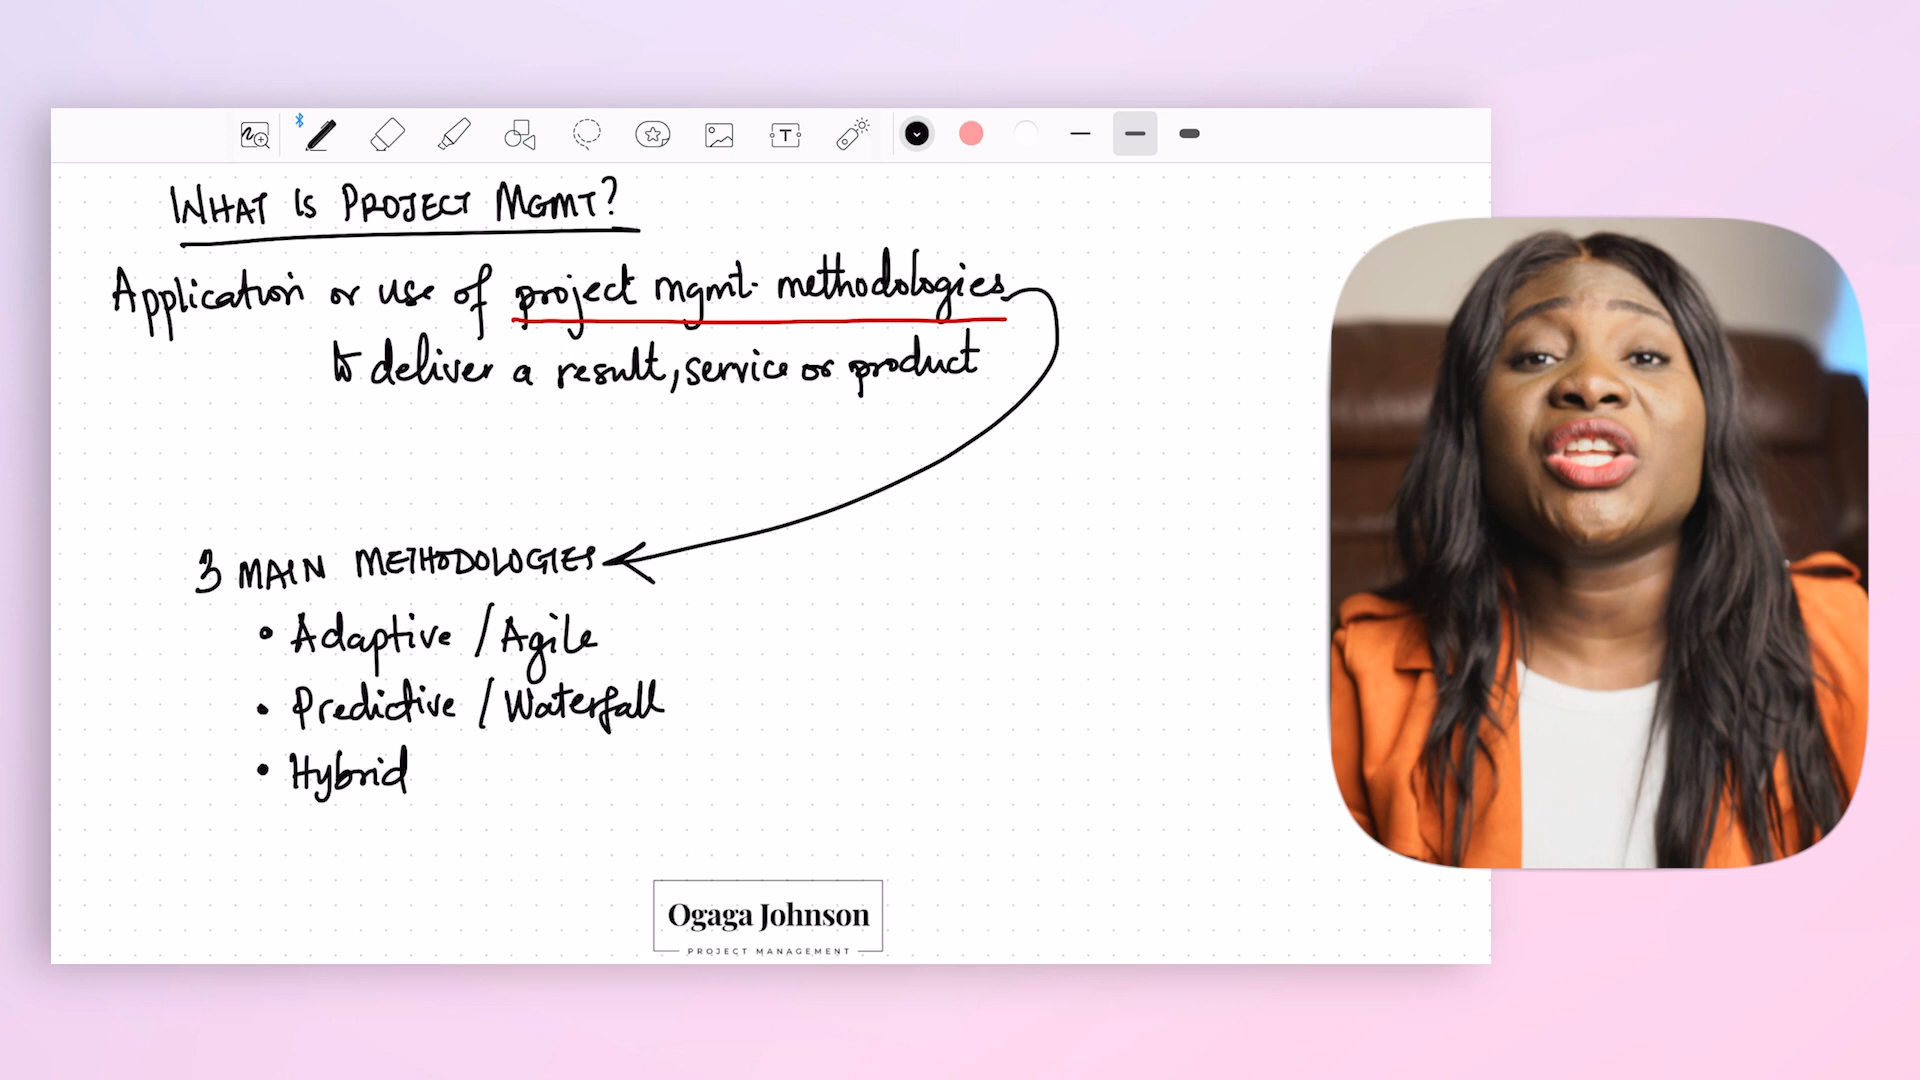 WHAT IS PROJECT MGMT?
Application or use of project mgmt. methodologies
to deliver a result, service or product
3 MAIN METHODOLOGIES
• Adaptive / Agile
• Predictive / Waterfall
• Hybrid
Ogaga Johnson
PROJECT MANAGEMENT